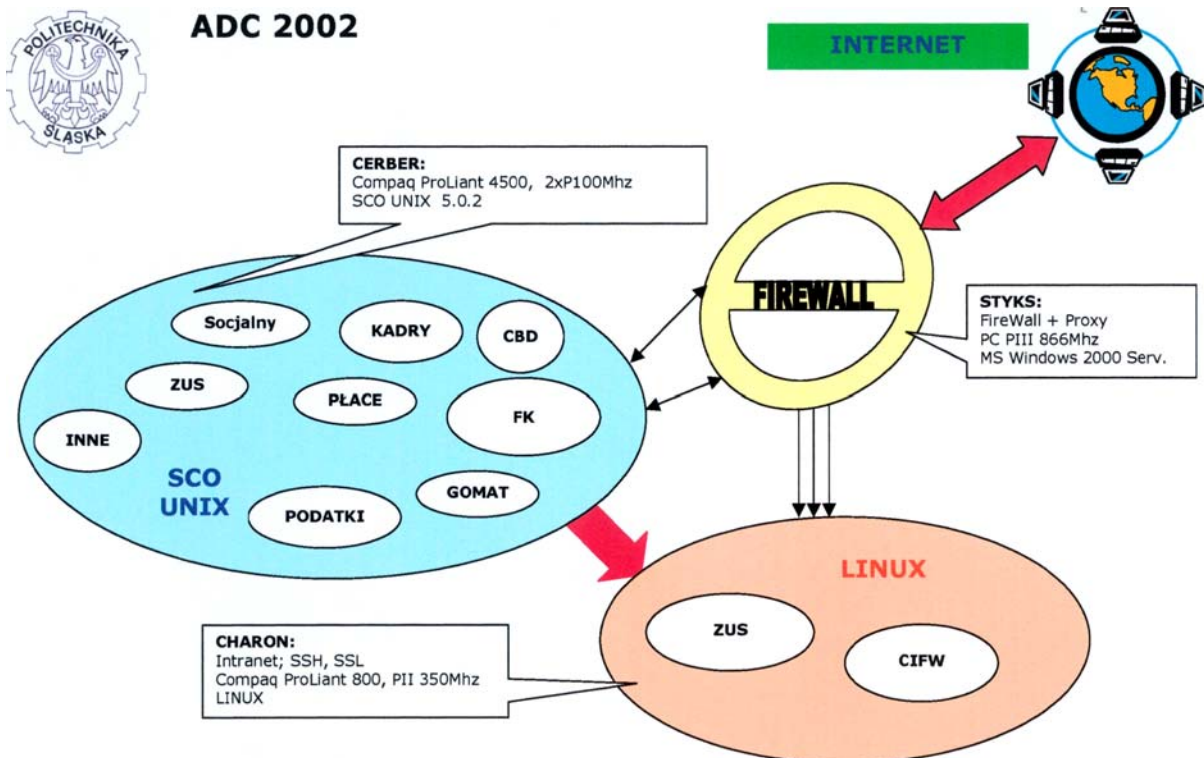 POLITECHNIKA
ŚLĄSKA
ADC 2002
INTERNET
CERBER:
Compaq ProLiant 4500, 2xP100Mhz
SCO UNIX 5.0.2
FIREWALL
STYKS:
FireWall + Proxy
PC PIII 866Mhz
MS Windows 2000 Serv.
Socjalny
KADRY
CBD
ZUS
PŁACE
FK
INNE
SCO
UNIX
GOMAT
PODATKI
LINUX
ZUS
CIFW
CHARON:
Intranet; SSH, SSL
Compaq ProLiant 800, PII 350Mhz
LINUX